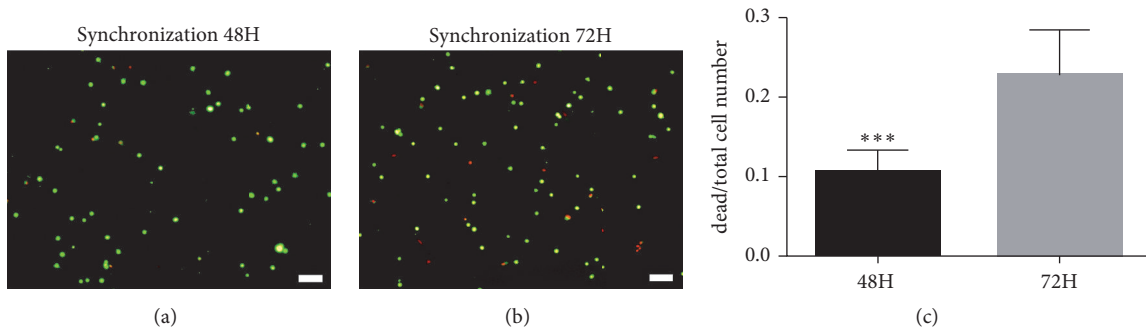 Synchronization 48H
Synchronization 72H
0.3
0.2
0.1
0.0
dead/total cell number
***
48H
72H
(a)
(b)
(c)